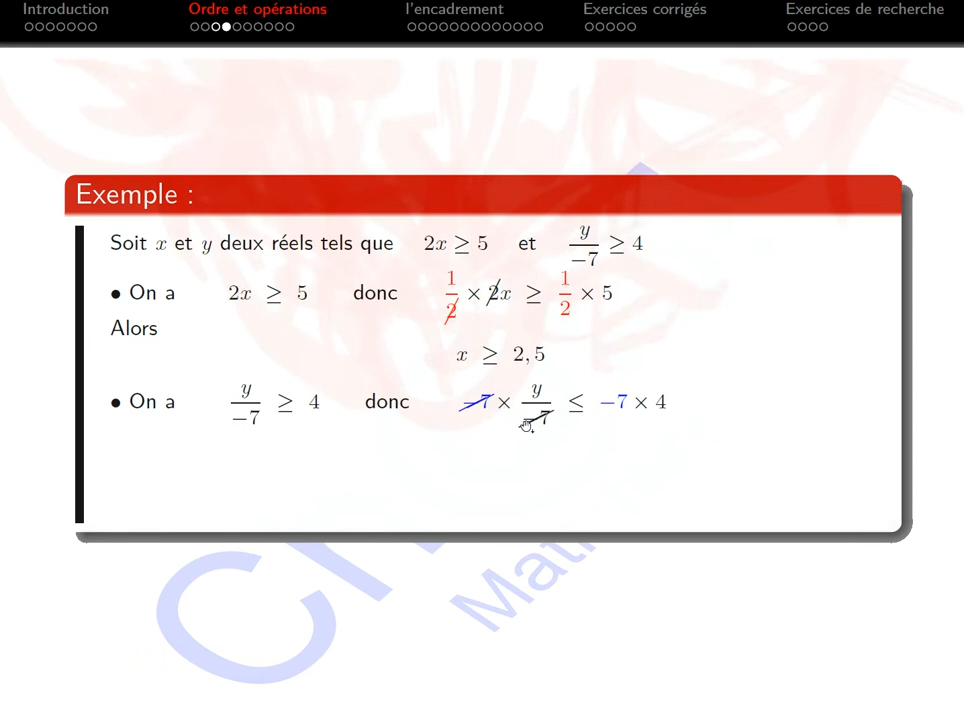 Introduction Ordre et opérations l'encadrement Exercices corrigés Exercices de recherche
Exemple :
Soit x et y deux réels tels que 2x ≥ 5 et y/−7 ≥ 4
• On a 2x ≥ 5 donc 1/2 × 2x ≥ 1/2 × 5
Alors
x ≥ 2, 5
• On a y/−7 ≥ 4 donc −7 × y/−7 ≤ −7 × 4